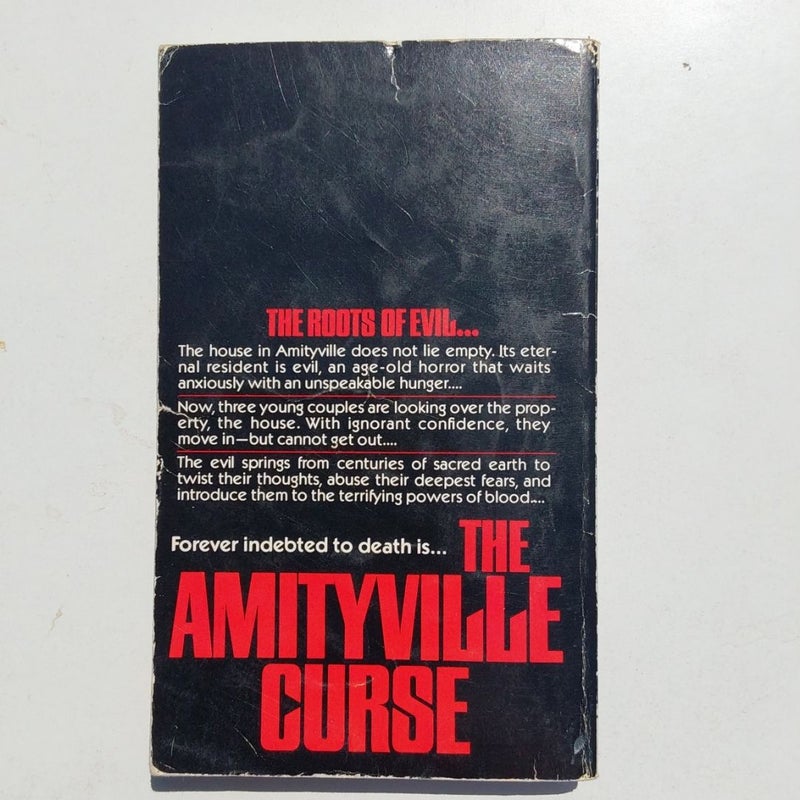 THE ROOTS OF EVIL...
The house in Amityville does not lie empty. Its eter-
nal resident is evil, an age-old horror that waits
anxiously with an unspeakable hunger....
Now, three young couples are looking over the prop-
erty, the house. With ignorant confidence, they
move in—but cannot get out....
The evil springs from centuries of sacred earth to
twist their thoughts, abuse their deepest fears, and
introduce them to the terrifying powers of blood....
Forever indebted to death is... THE
AMITYVILLE
CURSE